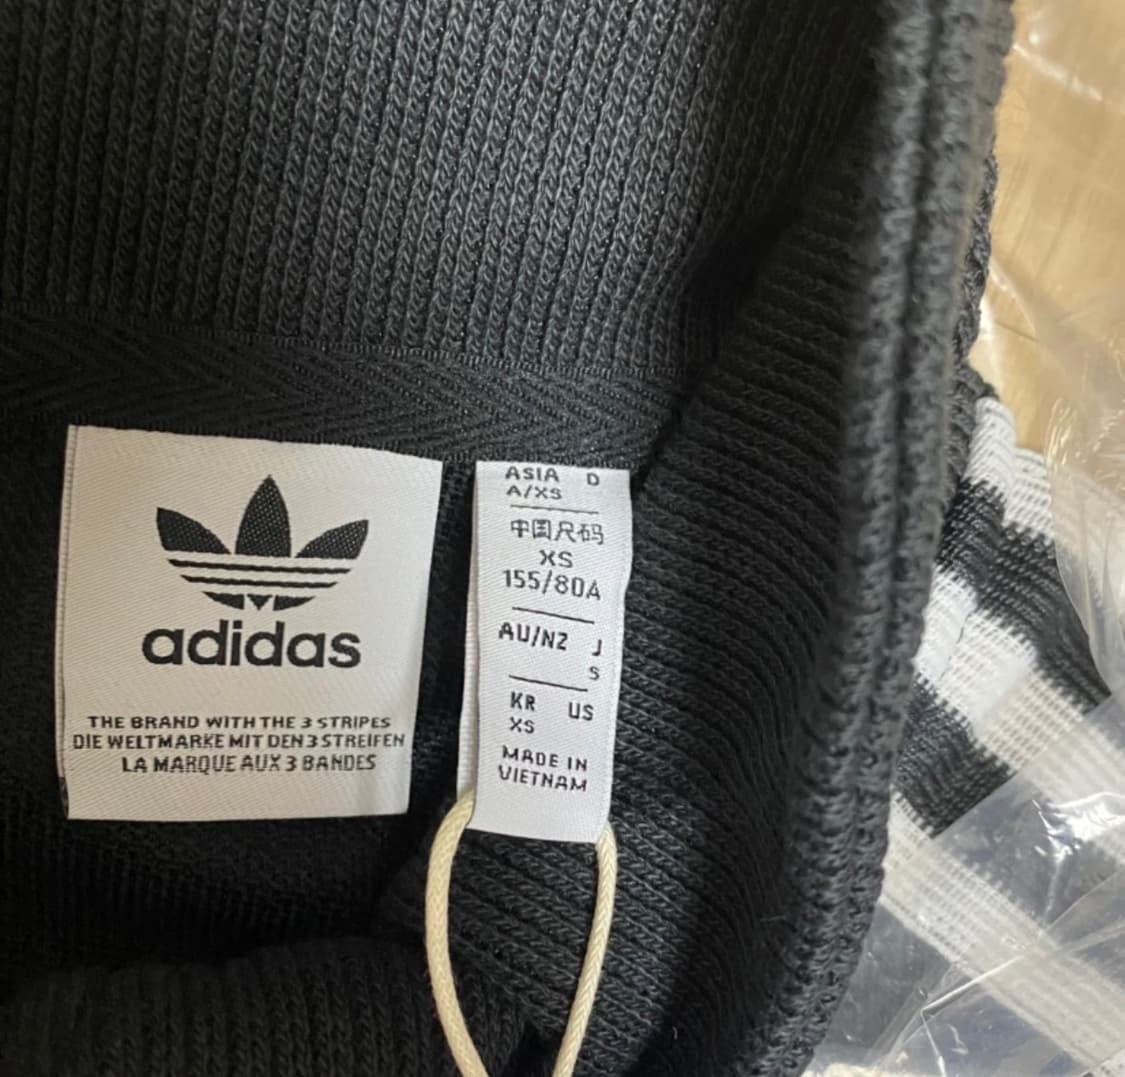 adidas
THE BRAND WITH THE 3 STRIPES
DIE WELTMARKE MIT DEN 3 STREIFEN
LA MARQUE AUX 3 BANDES
ASIA D
A/XS
中国尺码
XS
155/80A
AU/NZ J
S
KR US
XS
MADE IN
VIETNAM